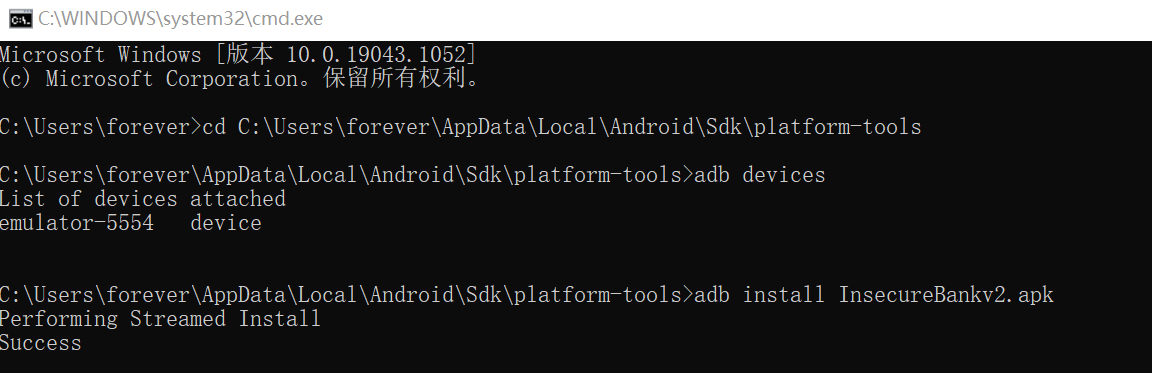 C:\WINDOWS\system32\cmd.exe
Microsoft Windows [版本 10.0.19043.1052]
(c) Microsoft Corporation。保留所有权利。
C:\Users\forever>cd C:\Users\forever\AppData\Local\Android\Sdk\platform-tools
C:\Users\forever\AppData\Local\Android\Sdk\platform-tools>adb devices
List of devices attached
emulator-5554   device
C:\Users\forever\AppData\Local\Android\Sdk\platform-tools>adb install InsecureBankv2.apk
Performing Streamed Install
Success